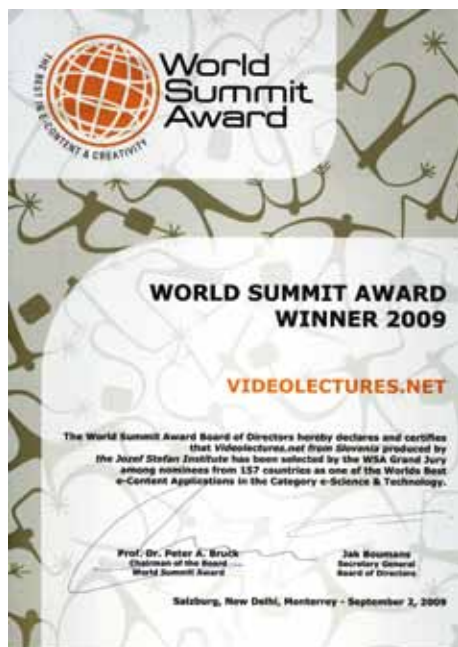 THE BEST IN E-CONTENT & CREATIVITY
World
Summit
Award
WORLD SUMMIT AWARD
WINNER 2009
VIDEOLECTURES.NET
The World Summit Award Board of Directors hereby declares and certifies
that Videolectures.net from Slovenia produced by
the Jozef Stefan Institute has been selected by the WSA Grand Jury
among nominees from 157 countries as one of the Worlds Best
e-Content Applications in the Category e-Science & Technology.
Prof. Dr. Peter A. Bruck
Chairman of the Board
World Summit Award
Jak Boumans
Secretary General
Board of Directors
Salzburg, New Delhi, Monterrey - September 2, 2009